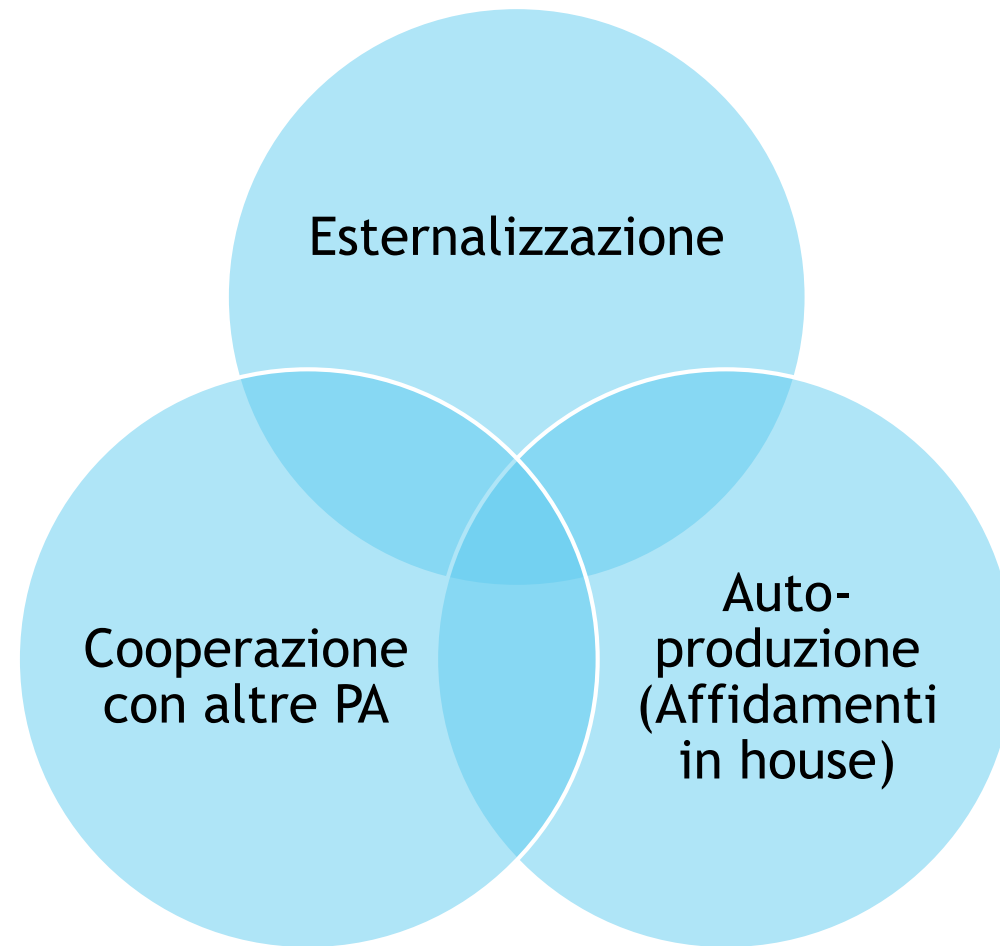 Esternalizzazione
Cooperazione
con altre PA
Auto-
produzione
(Affidamenti
in house)